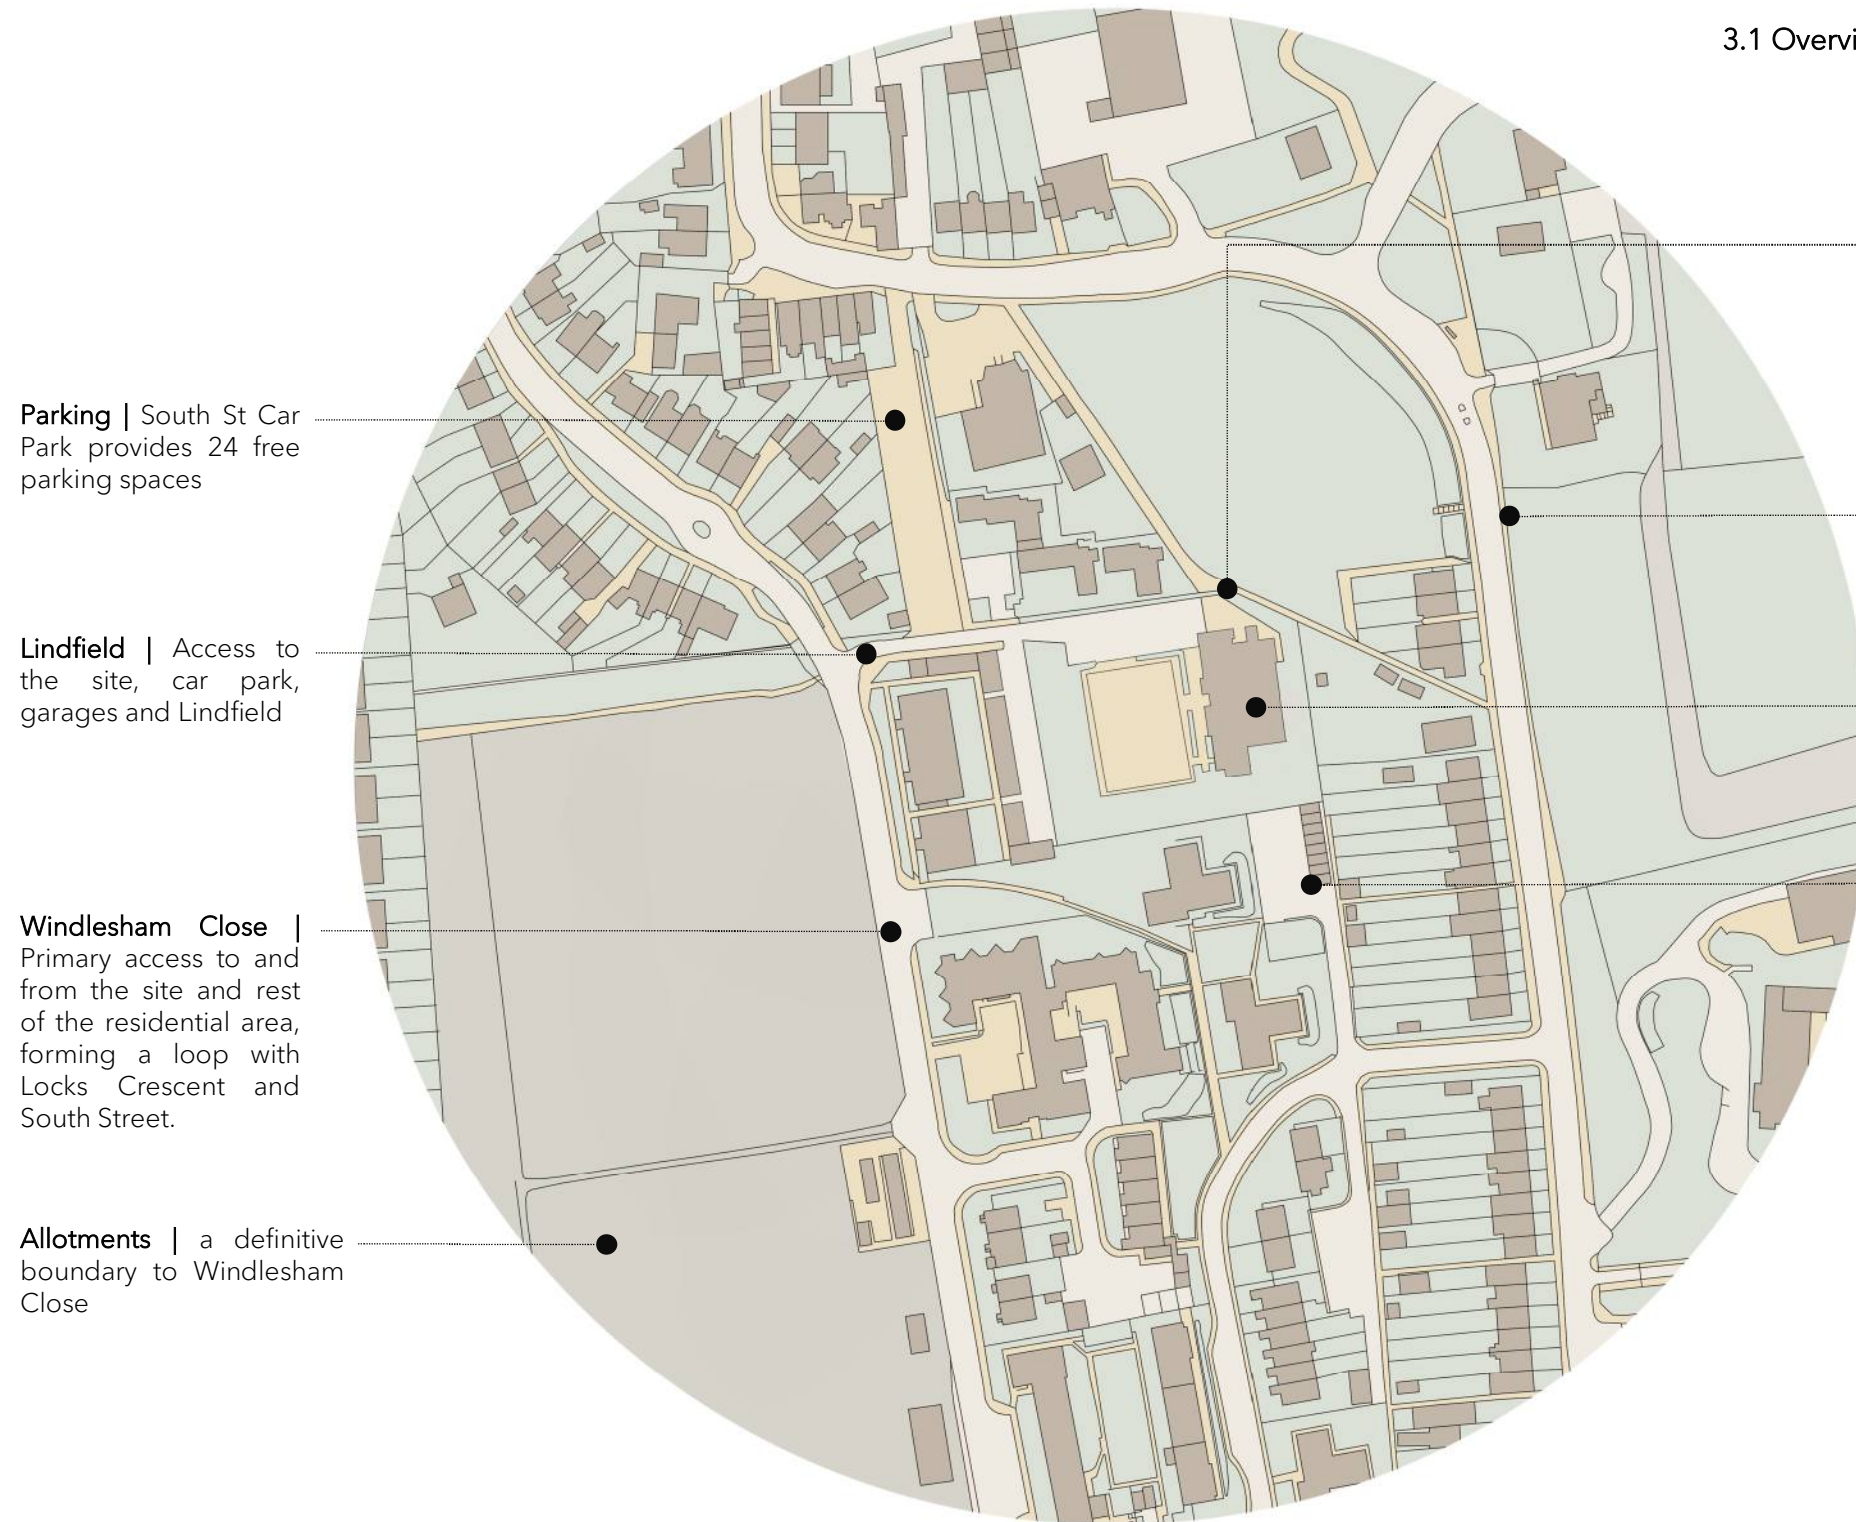 3.1 Overvi
Parking | South St Car
Park provides 24 free
parking spaces
Lindfield | Access to
the site, car park,
garages and Lindfield
Windlesham Close |
Primary access to and
from the site and rest
of the residential area,
forming a loop with
Locks Crescent and
South Street.
Allotments | a definitive
boundary to Windlesham
Close